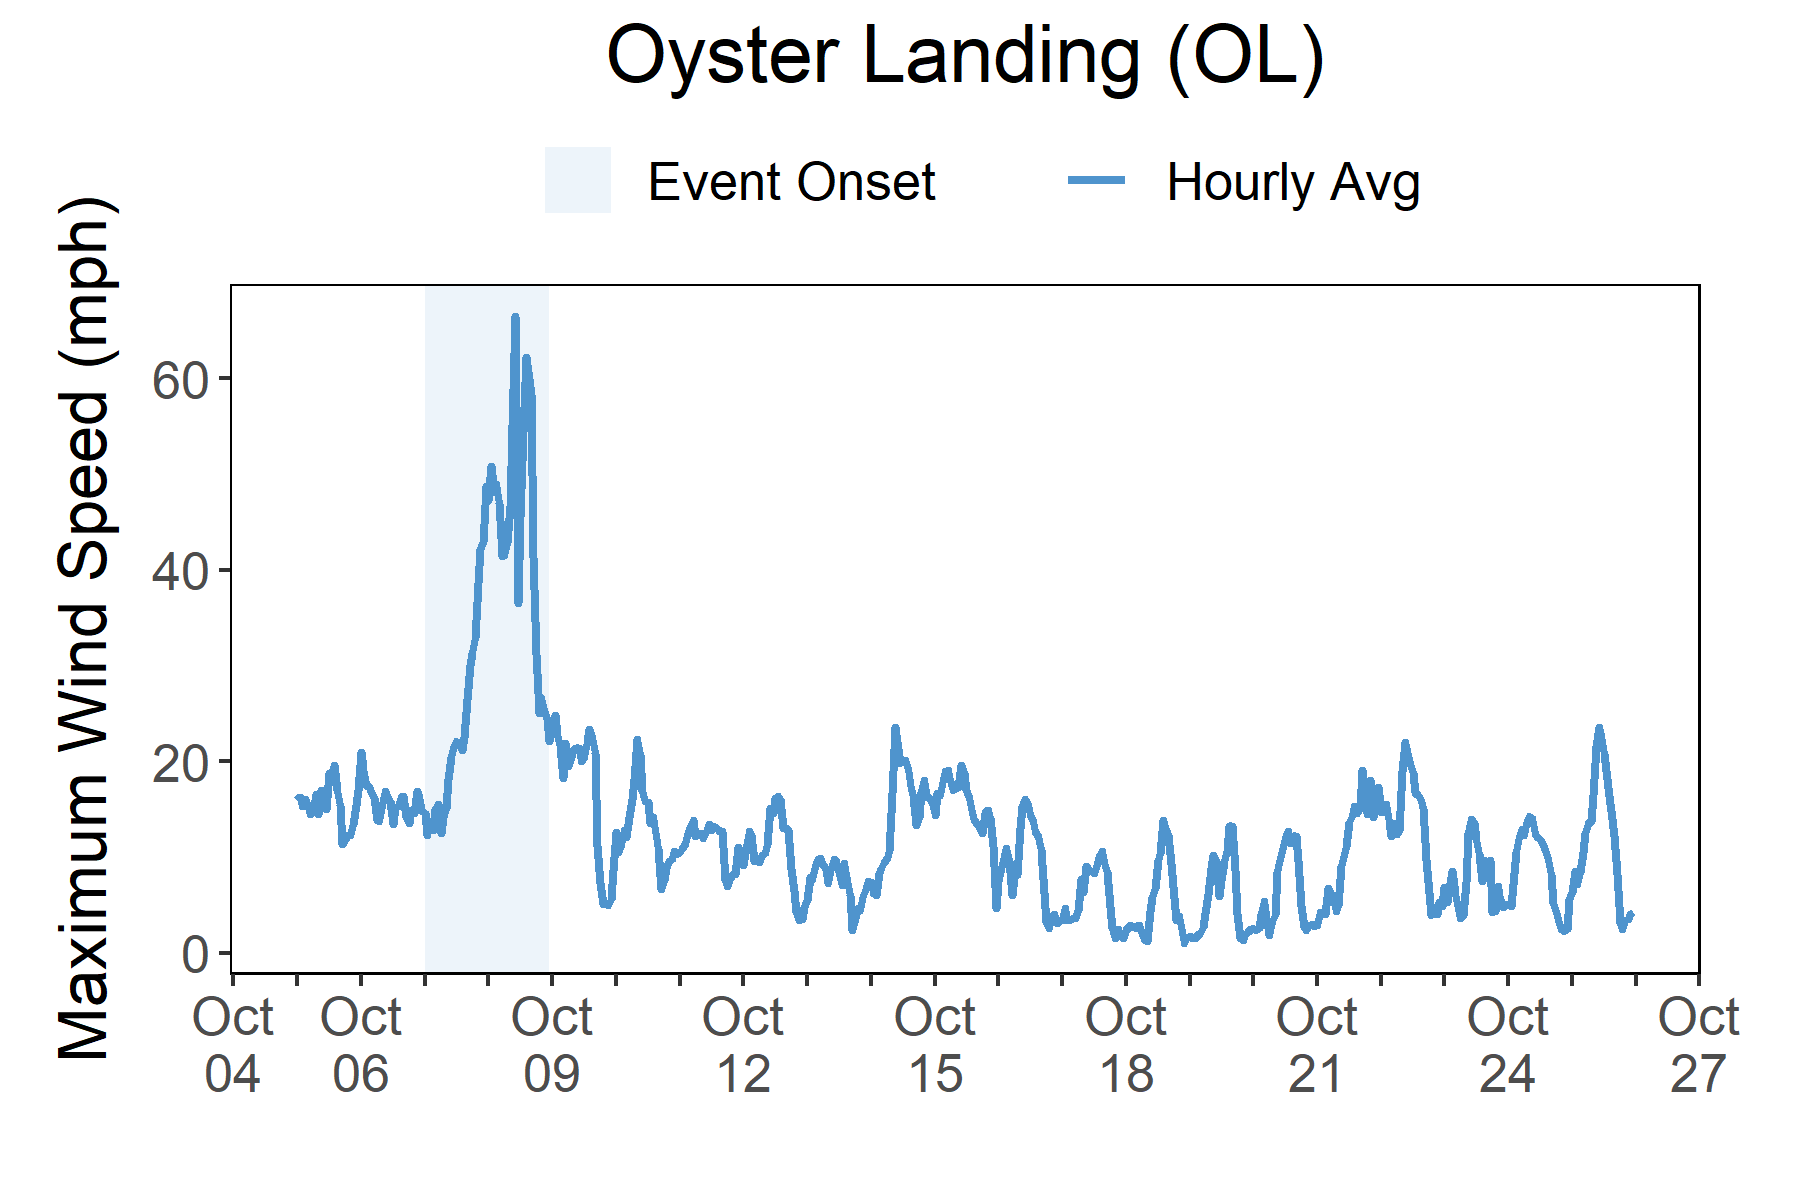 Oyster Landing (OL)
Event Onset
Hourly Avg
Maximum Wind Speed (mph)
60
40
20
0
Oct
04
Oct
06
Oct
09
Oct
12
Oct
15
Oct
18
Oct
21
Oct
24
Oct
27